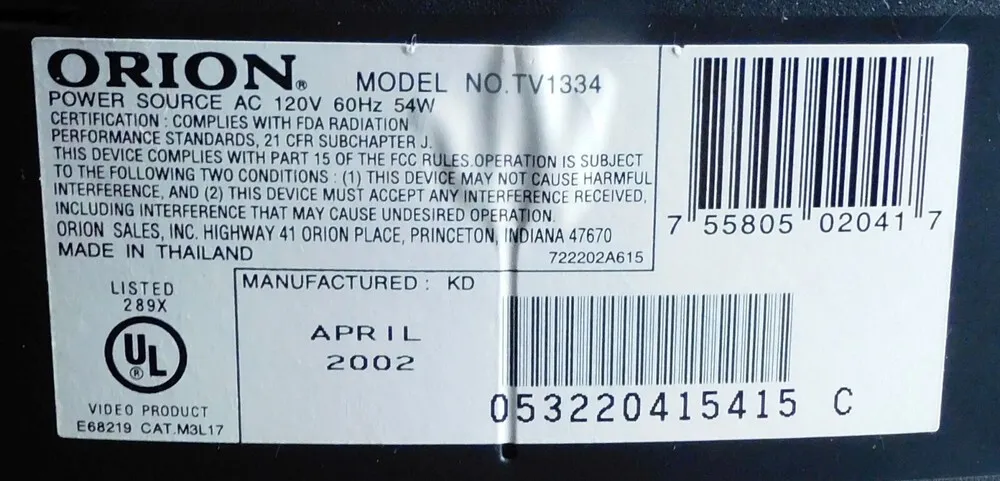 ORION®
MODEL NO.TV1334
POWER SOURCE AC 120V 60Hz 54W
CERTIFICATION : COMPLIES WITH FDA RADIATION
PERFORMANCE STANDARDS, 21 CFR SUBCHAPTER J.
THIS DEVICE COMPLIES WITH PART 15 OF THE FCC RULES.OPERATION IS SUBJECT
TO THE FOLLOWING TWO CONDITIONS : (1) THIS DEVICE MAY NOT CAUSE HARMFUL
INTERFERENCE, AND (2) THIS DEVICE MUST ACCEPT ANY INTERFERENCE RECEIVED,
INCLUDING INTERFERENCE THAT MAY CAUSE UNDESIRED OPERATION.
ORION SALES, INC. HIGHWAY 41 ORION PLACE, PRINCETON, INDIANA 47670
MADE IN THAILAND
722202A615
7 55805 02041 7
LISTED
289X
UL®
VIDEO PRODUCT
E68219 CAT.M3L17
MANUFACTURED : KD
APRIL
2002
053220415415 C